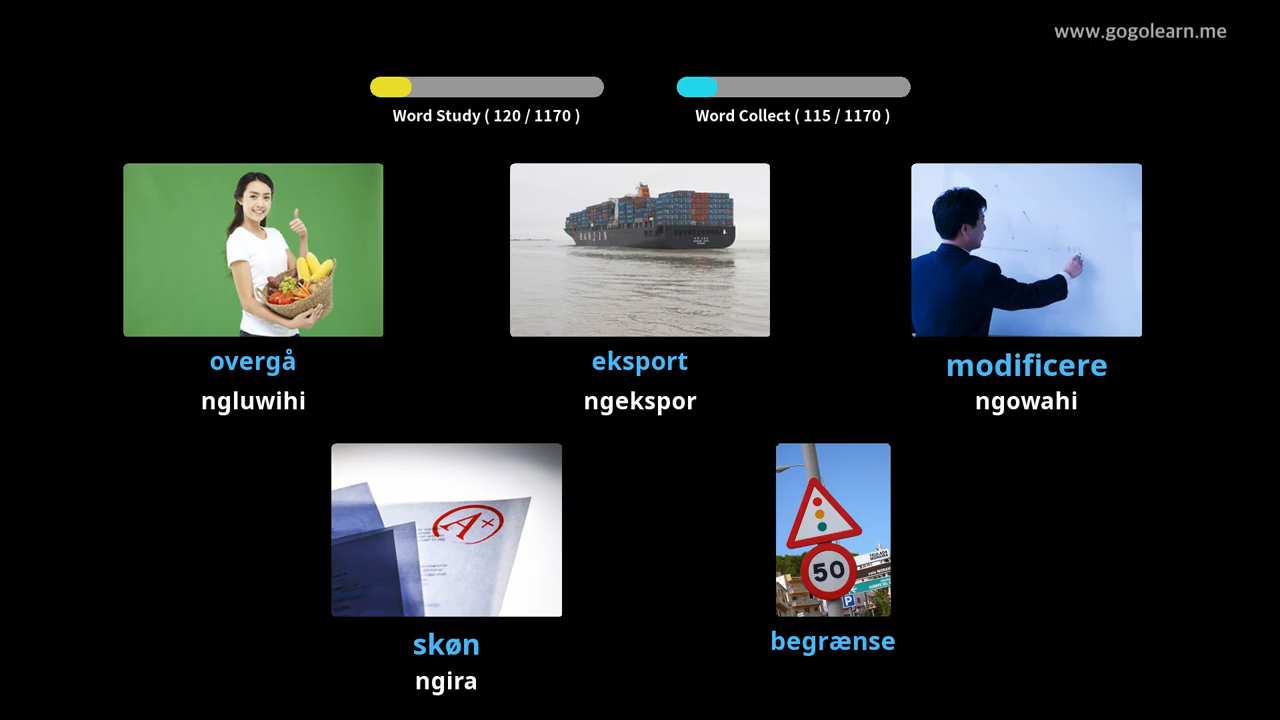 www.gogolearn.me
Word Study ( 120 / 1170 )
Word Collect ( 115 / 1170 )
HANJIN
overgå
eksport
modificere
ngluwihi
ngekspor
ngowahi
A+
50
P
skøn
begrænse
ngira